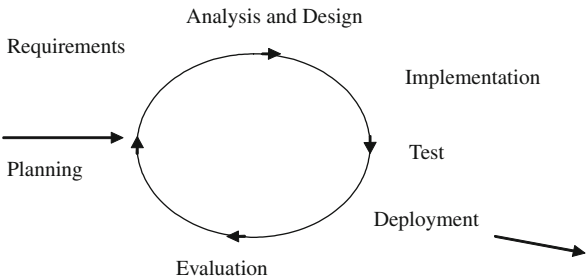 Analysis and Design
Requirements
Implementation
Test
Planning
Deployment
Evaluation